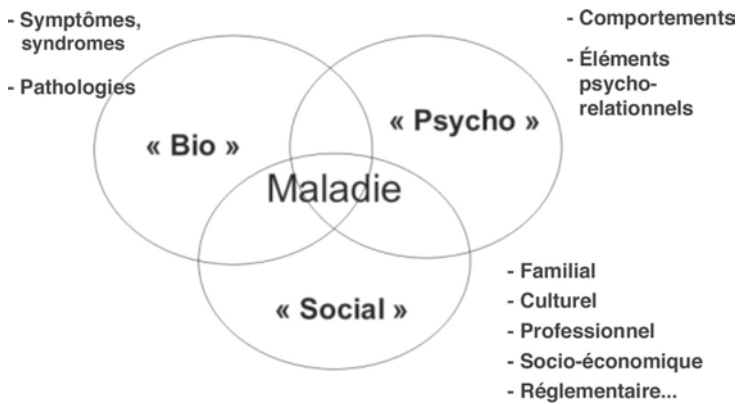 - Symptômes,
syndromes
- Pathologies
« Bio »
- Comportements
- Éléments
psycho-
relationnels
« Psycho »
Maladie
« Social »
- Familial
- Culturel
- Professionnel
- Socio-économique
- Réglementaire...